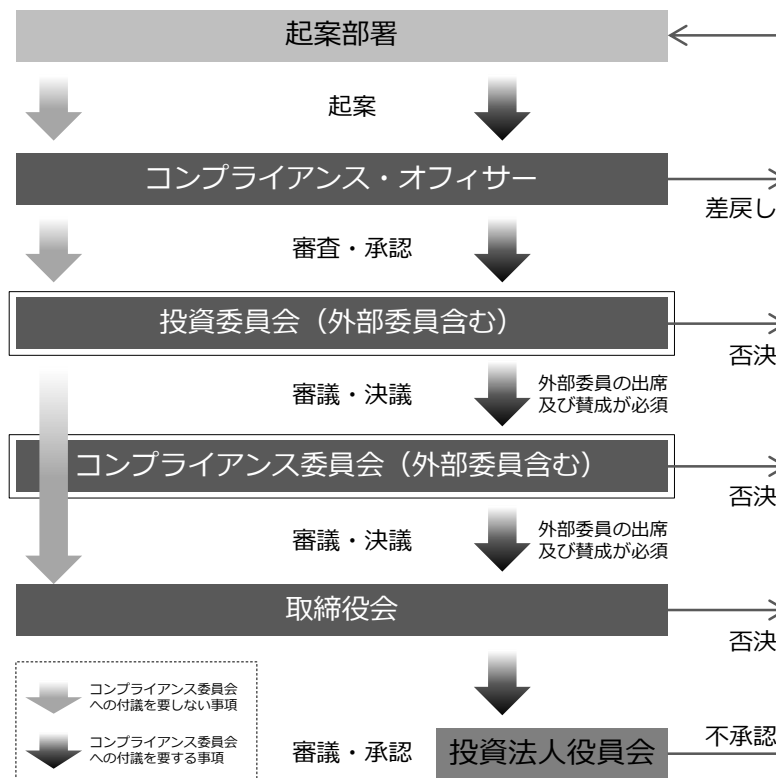 起案部署
起案
コンプライアンス・オフィサー
差戻し
審査・承認
投資委員会（外部委員含む）
否決
審議・決議
外部委員の出席
及び賛成が必須
コンプライアンス委員会（外部委員含む）
否決
審議・決議
外部委員の出席
及び賛成が必須
取締役会
否決
コンプライアンス委員会
への付議を要しない事項
コンプライアンス委員会
への付議を要する事項
審議・承認
投資法人役員会
不承認